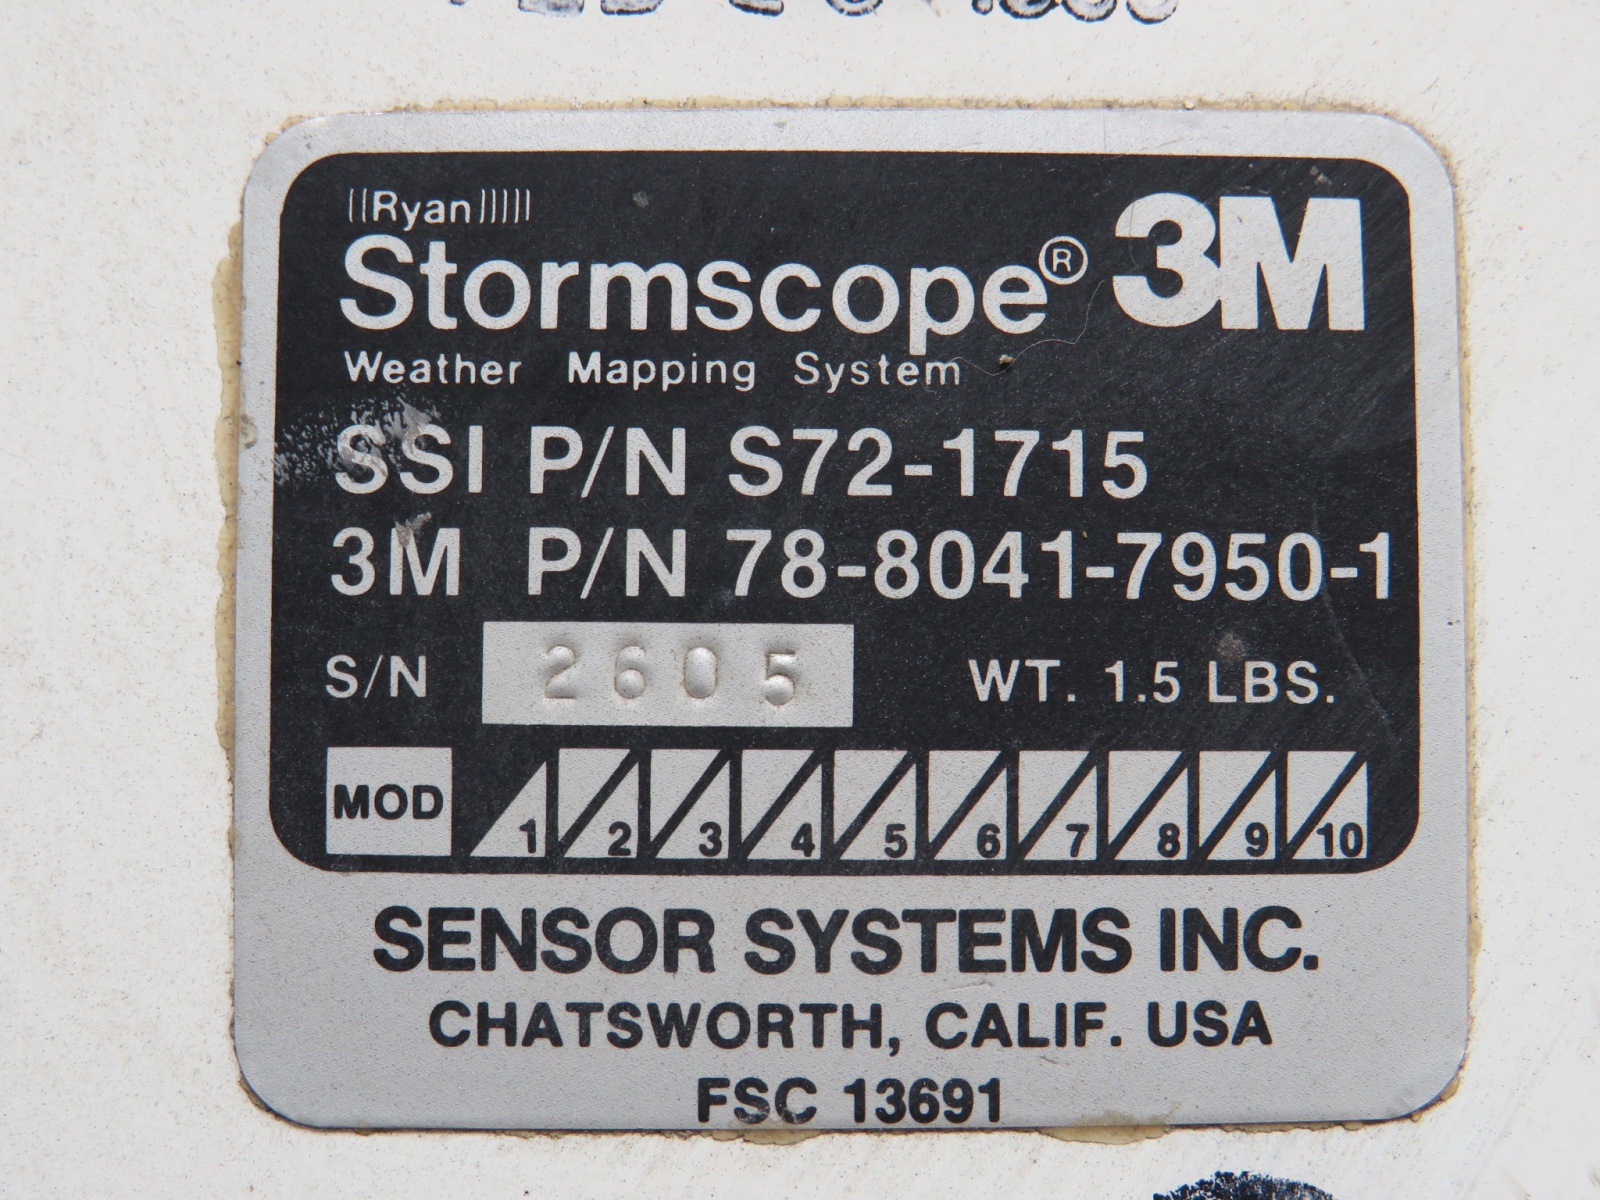 Ryan
Stormscope® 3M
Weather Mapping System
SSI P/N S72-1715
3M P/N 78-8041-7950-1
S/N 2605 WT. 1.5 LBS.
MOD 1 2 3 4 5 6 7 8 9 10
SENSOR SYSTEMS INC.
CHATSWORTH, CALIF. USA
FSC 13691